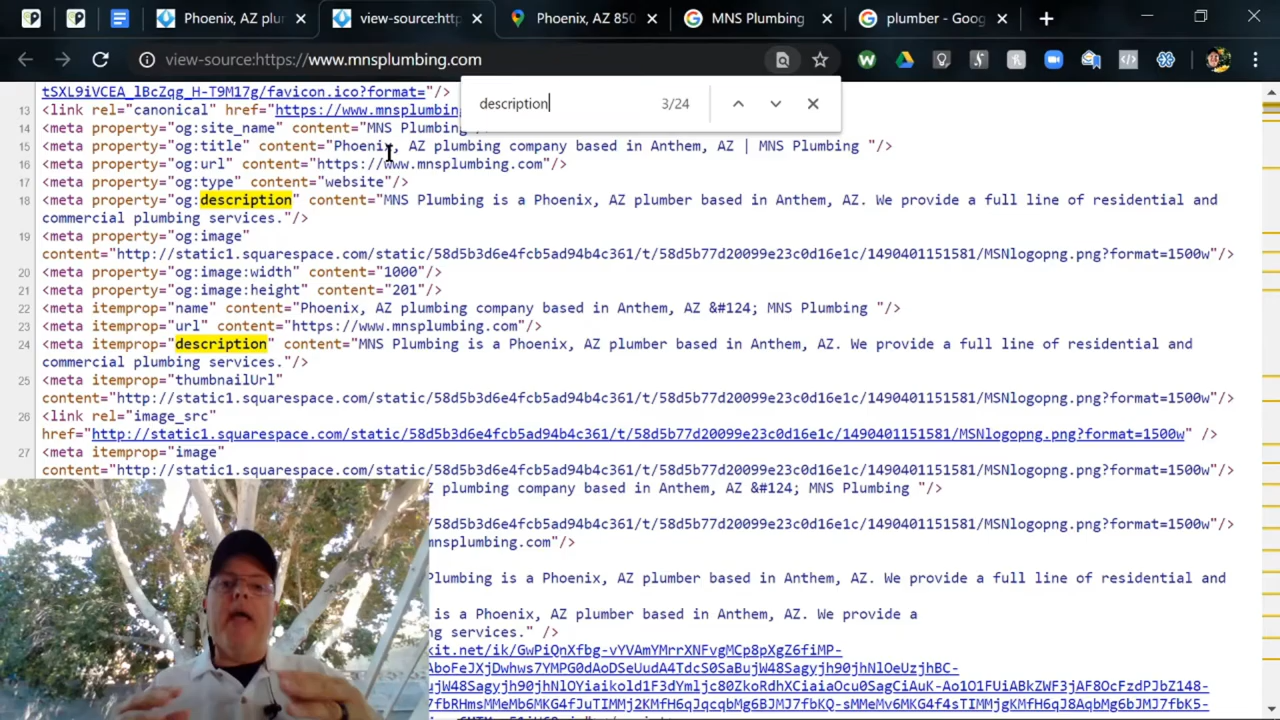 Phoenix, AZ plu
view-source:http
Phoenix, AZ 850
MNS Plumbing
plumber - Goog
view-source:https://www.mnsplumbing.com
description
3/24
tSXL9iVCEA_lBcZqg_H-T9M17g/favicon.ico?format="/>
13 <link rel="canonical" href="https://www.mnsplumbing
14 <meta property="og:site_name" content="MNS Plumbing
15 <meta property="og:title" content="Phoenix, AZ plumbing company based in Anthem, AZ | MNS Plumbing "/>
16 <meta property="og:url" content="https://www.mnsplumbing.com"/>
17 <meta property="og:type" content="website"/>
18 <meta property="og:description" content="MNS Plumbing is a Phoenix, AZ plumber based in Anthem, AZ. We provide a full line of residential and
commercial plumbing services."/>
19 <meta property="og:image"
content="http://static1.squarespace.com/static/58d5b3d6e4fcb5ad94b4c361/t/58d5b77d20099e23c0d16e1c/1490401151581/MSNlogopng.png?format=1500w"/>
20 <meta property="og:image:width" content="1000"/>
21 <meta property="og:image:height" content="201"/>
22 <meta itemprop="name" content="Phoenix, AZ plumbing company based in Anthem, AZ &#124; MNS Plumbing "/>
23 <meta itemprop="url" content="https://www.mnsplumbing.com"/>
24 <meta itemprop="description" content="MNS Plumbing is a Phoenix, AZ plumber based in Anthem, AZ. We provide a full line of residential and
commercial plumbing services."/>
25 <meta itemprop="thumbnailUrl"
content="http://static1.squarespace.com/static/58d5b3d6e4fcb5ad94b4c361/t/58d5b77d20099e23c0d16e1c/1490401151581/MSNlogopng.png?format=1500w"/>
26 <link rel="image_src"
href="http://static1.squarespace.com/static/58d5b3d6e4fcb5ad94b4c361/t/58d5b77d20099e23c0d16e1c/1490401151581/MSNlogopng.png?format=1500w" />
27 <meta itemprop="image"
content="http://static1.squarespace.com/static/58d5b3d6e4fcb5ad94b4c361/t/58d5b77d20099e23c0d16e1c/1490401151581/MSNlogopng.png?format=1500w"/>
Z plumbing company based in Anthem, AZ &#124; MNS Plumbing "/>
.squarespace.com/static/58d5b3d6e4fcb5ad94b4c361/t/58d5b77d20099e23c0d16e1c/1490401151581/MSNlogopng.png?format=1500w"/>
mnsplumbing.com"/>
Plumbing is a Phoenix, AZ plumber based in Anthem, AZ. We provide a full line of residential and
is a Phoenix, AZ plumber based in Anthem, AZ. We provide a
ng services." />
kit.net/ik/GwPiQnXfbg-vYVAmYMrrXNFvgMCp8pXgZ6fiMP-